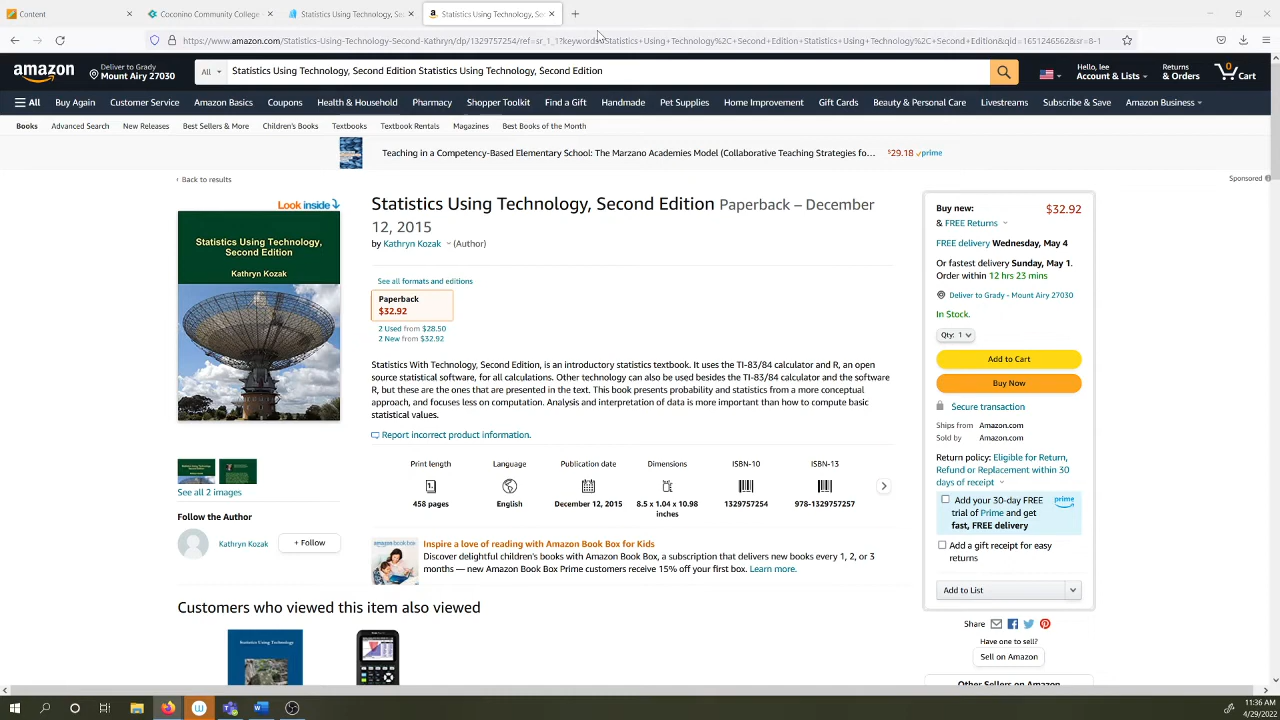 Content
Coconino Community College
Statistics Using Technology, Sec
Statistics Using Technology, Sec
https://www.amazon.com/Statistics-Using-Technology-Second-Kathryn/dp/1329757254/ref=sr_1_1?keywords=Statistics+Using+Technology%2C+Second+Edition+Statistics+Using+Technology%2C+Second+Edition&qid=1651246562&sr=8-1
amazon
Deliver to Grady
Mount Airy 27030
All
Statistics Using Technology, Second Edition Statistics Using Technology, Second Edition
Hello, lee
Account & Lists
Returns
& Orders
0
Cart
All
Buy Again
Customer Service
Amazon Basics
Coupons
Health & Household
Pharmacy
Shopper Toolkit
Find a Gift
Handmade
Pet Supplies
Home Improvement
Gift Cards
Beauty & Personal Care
Livestreams
Subscribe & Save
Amazon Business
Books
Advanced Search
New Releases
Best Sellers & More
Children's Books
Textbooks
Textbook Rentals
Magazines
Best Books of the Month
Teaching in a Competency-Based Elementary School: The Marzano Academies Model (Collaborative Teaching Strategies fo...
$29.18 prime
‹ Back to results
Sponsored
Look inside
Statistics Using Technology,
Second Edition
Kathryn Kozak
See all 2 images
Follow the Author
Kathryn Kozak
+ Follow
Statistics Using Technology, Second Edition Paperback – December
12, 2015
by Kathryn Kozak (Author)
See all formats and editions
Paperback
$32.92
2 Used from $28.50
2 New from $32.92
Statistics With Technology, Second Edition, is an introductory statistics textbook. It uses the TI-83/84 calculator and R, an open
source statistical software, for all calculations. Other technology can also be used besides the TI-83/84 calculator and the software
R, but these are the ones that are presented in the text. This book presents probability and statistics from a more conceptual
approach, and focuses less on computation. Analysis and interpretation of data is more important than how to compute basic
statistical values.
Report incorrect product information.
Print length
458 pages
Language
English
Publication date
December 12, 2015
Dimensions
8.5 x 1.04 x 10.98
inches
ISBN-10
1329757254
ISBN-13
978-1329757257
amazon book box
Inspire a love of reading with Amazon Book Box for Kids
Discover delightful children's books with Amazon Book Box, a subscription that delivers new books every 1, 2, or 3
months — new Amazon Book Box Prime customers receive 15% off your first box. Learn more.
Buy new:
$32.92
& FREE Returns
FREE delivery Wednesday, May 4
Or fastest delivery Sunday, May 1.
Order within 12 hrs 23 mins
Deliver to Grady - Mount Airy 27030
In Stock.
Qty: 1
Add to Cart
Buy Now
Secure transaction
Ships from Amazon.com
Sold by Amazon.com
Return policy: Eligible for Return,
Refund or Replacement within 30
days of receipt
Add your 30-day FREE
trial of Prime and get
fast, FREE delivery
prime
Add a gift receipt for easy
returns
Add to List
Share
Have one to sell?
Sell on Amazon
Other Sellers on Amazon
Customers who viewed this item also viewed
Statistics Using Technology
11:36 AM
4/29/2022